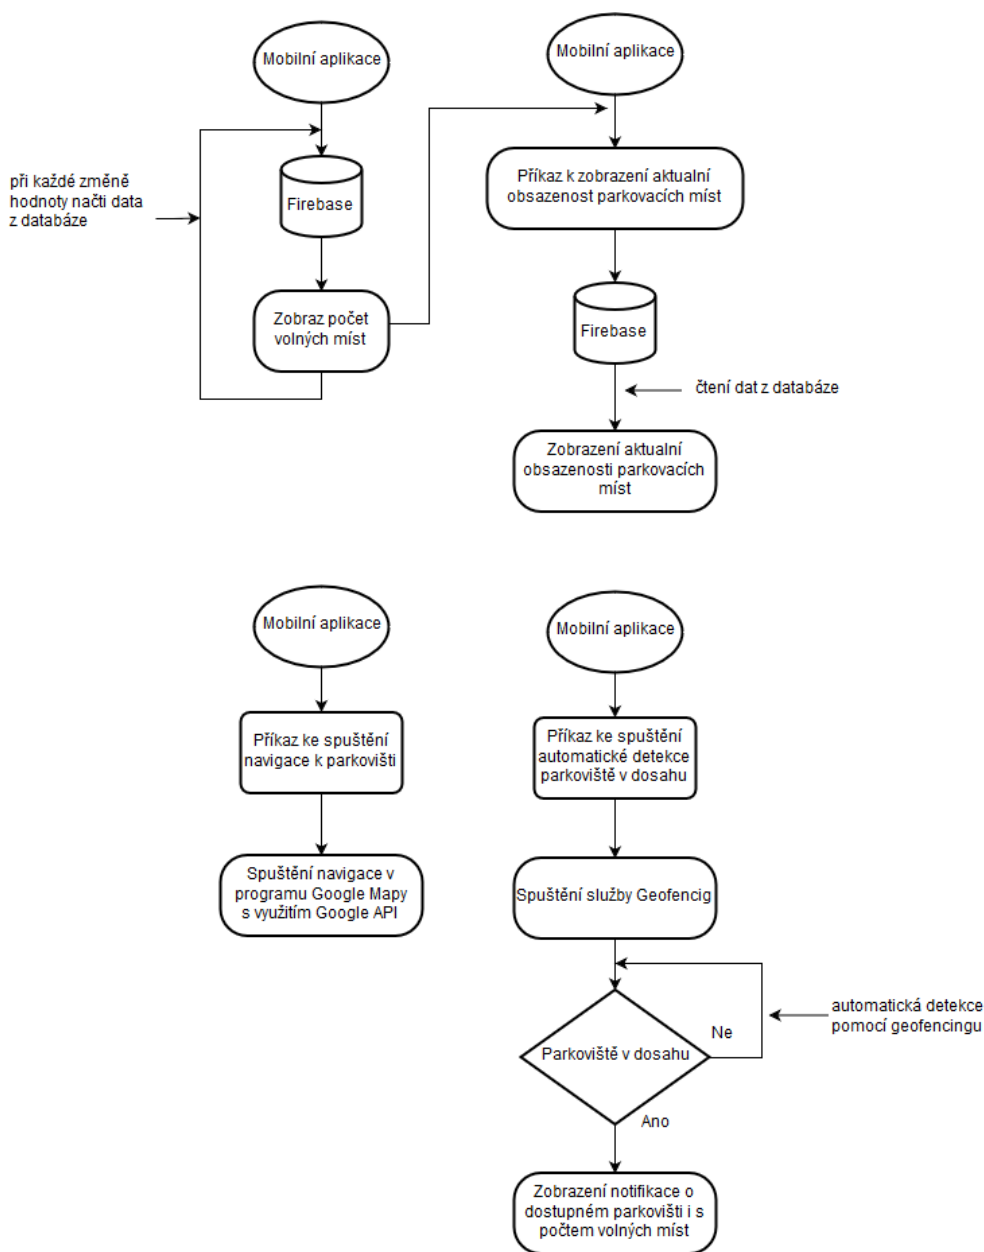 Mobilní aplikace
při každé změně
hodnoty načti data
z databáze
Firebase
Zobraz počet
volných míst
Mobilní aplikace
Příkaz k zobrazení aktualní
obsazenost parkovacích míst
Firebase
čtení dat z databáze
Zobrazení aktualní
obsazenosti parkovacích
míst
Mobilní aplikace
Příkaz ke spuštění
navigace k parkovišti
Spuštění navigace v
programu Google Mapy
s využitím Google API
Mobilní aplikace
Příkaz ke spuštění
automatické detekce
parkoviště v dosahu
Spuštění služby Geofencig
Parkoviště v dosahu
Ne
automatická detekce
pomocí geofencingu
Ano
Zobrazení notifikace o
dostupném parkovišti i s
počtem volných míst